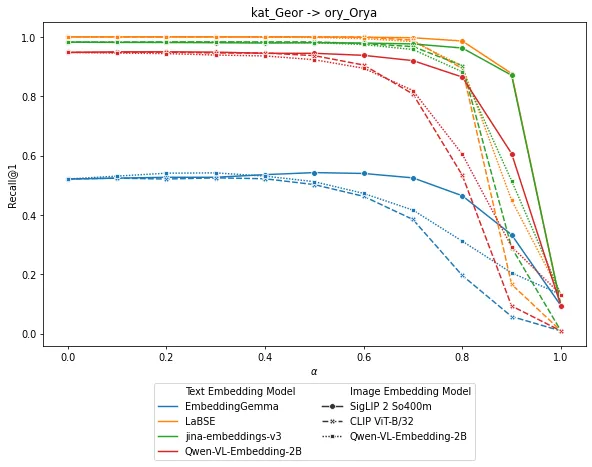 kat_Geor -> ory_Orya
Recall@1
1.0
0.8
0.6
0.4
0.2
0.0
0.0 0.2 0.4 0.6 0.8 1.0
α
Text Embedding Model
EmbeddingGemma
LaBSE
jina-embeddings-v3
Qwen-VL-Embedding-2B
Image Embedding Model
SigLIP 2 So400m
CLIP ViT-B/32
Qwen-VL-Embedding-2B